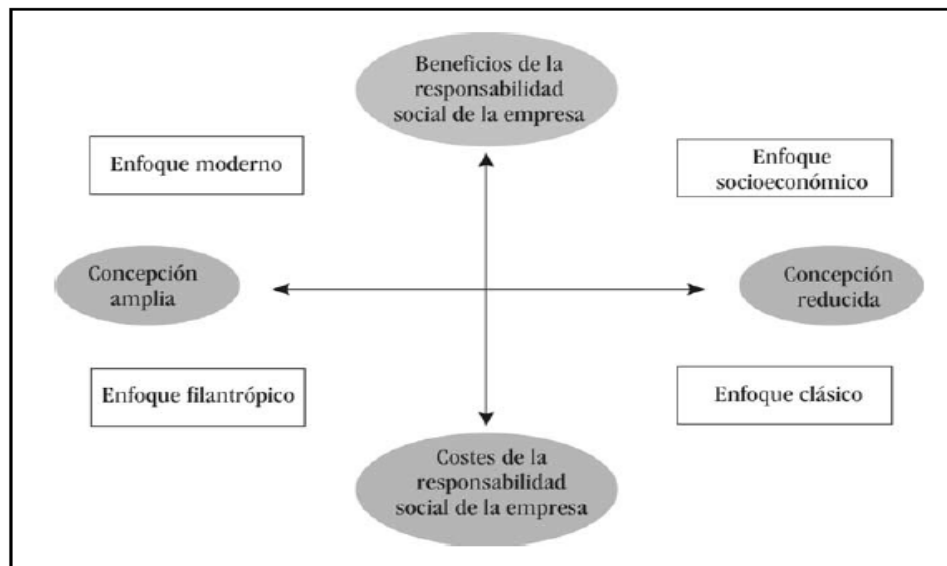 Beneficios de la
responsabilidad
social de la empresa
Enfoque moderno
Enfoque
socioeconómico
Concepción
amplia
Concepción
reducida
Enfoque filantrópico
Enfoque clásico
Costes de la
responsabilidad
social de la empresa